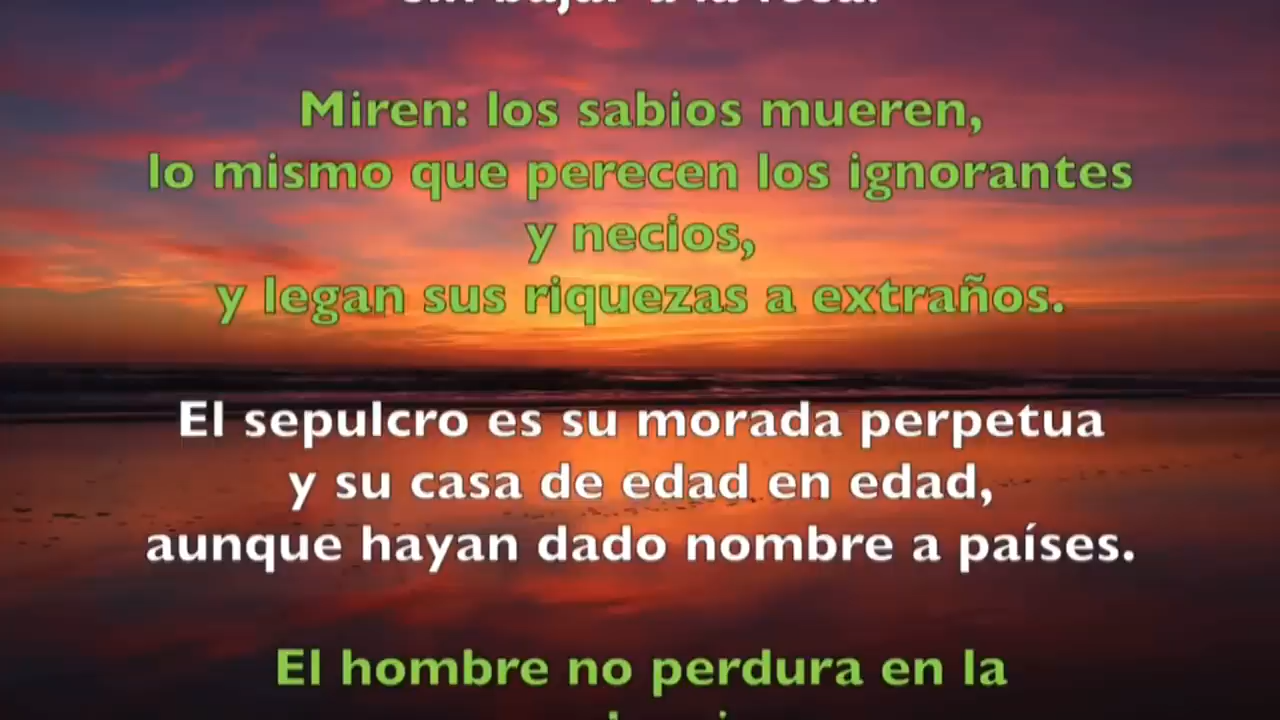 Miren: los sabios mueren,
lo mismo que perecen los ignorantes
y necios,
y legan sus riquezas a extraños.
El sepulcro es su morada perpetua
y su casa de edad en edad,
aunque hayan dado nombre a países.
El hombre no perdura en la